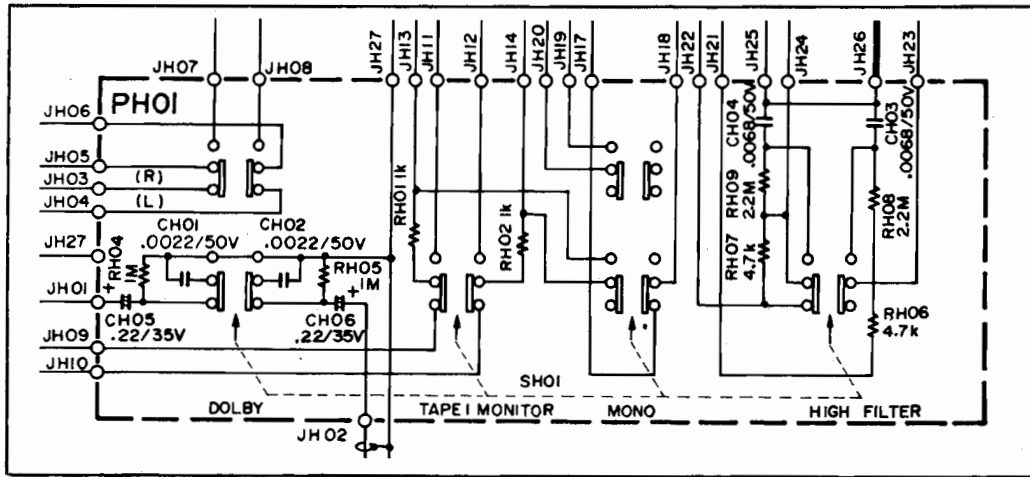 JH07
JH08
JH27
JH13
JH11
JH12
JH14
JH20
JH19
JH17
JH18
JH22
JH21
JH25
JH24
JH26
JH23
PH01
JH06
JH05
JH03
JH04
(R)
(L)
JH27
JH01
JH09
JH10
CH01
.0022/50V
CH02
.0022/50V
RH04
1M
RH05
1M
+
CH05
.22/35V
+
CH06
.22/35V
RH01 1k
RH02 1k
CH04
.0068/50V
CH03
.0068/50V
RH09
2.2M
RH08
2.2M
RH07
4.7k
RH06
4.7k
SH01
DOLBY
TAPE 1 MONITOR
MONO
HIGH FILTER
JH02